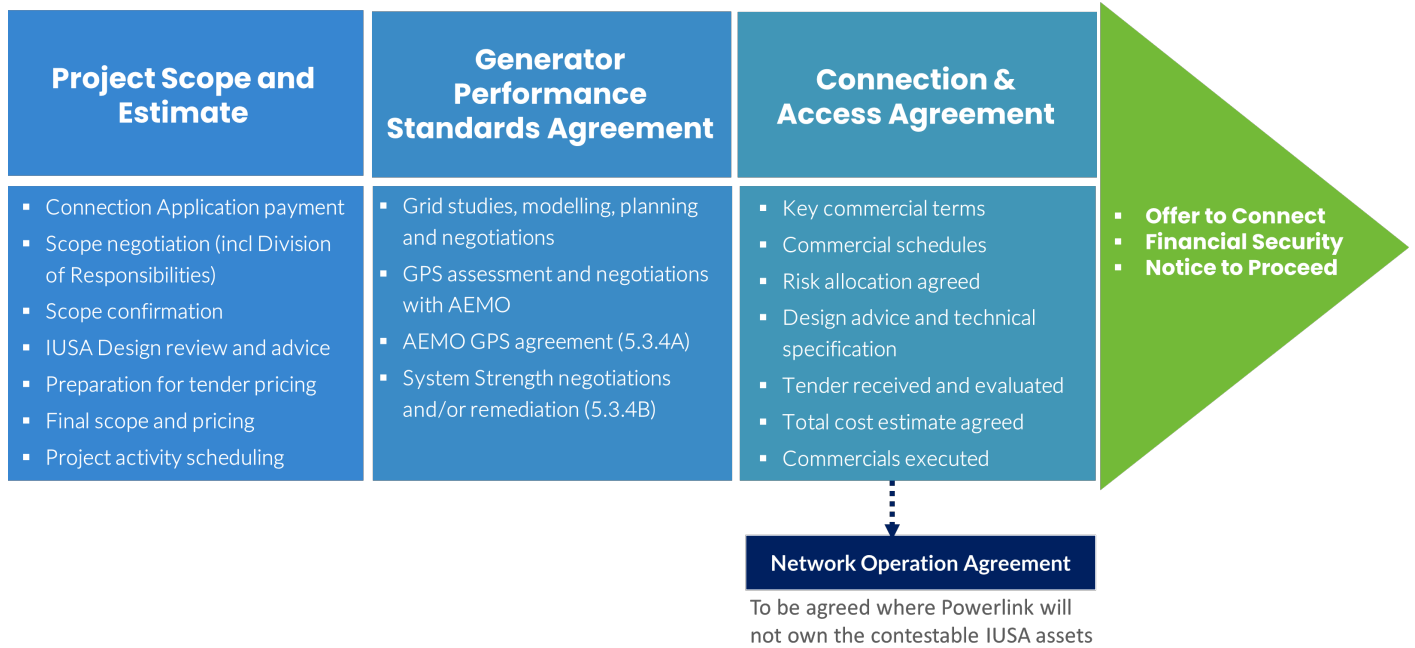 Project Scope and
Estimate
▪ Connection Application payment
▪ Scope negotiation (incl Division
of Responsibilities)
▪ Scope confirmation
▪ IUSA Design review and advice
▪ Preparation for tender pricing
▪ Final scope and pricing
▪ Project activity scheduling
Generator
Performance
Standards Agreement
▪ Grid studies, modelling, planning
and negotiations
▪ GPS assessment and negotiations
with AEMO
▪ AEMO GPS agreement (5.3.4A)
▪ System Strength negotiations
and/or remediation (5.3.4B)
Connection &
Access Agreement
▪ Key commercial terms
▪ Commercial schedules
▪ Risk allocation agreed
▪ Design advice and technical
specification
▪ Tender received and evaluated
▪ Total cost estimate agreed
▪ Commercials executed
▪ Offer to Connect
▪ Financial Security
▪ Notice to Proceed
Network Operation Agreement
To be agreed where Powerlink will
not own the contestable IUSA assets